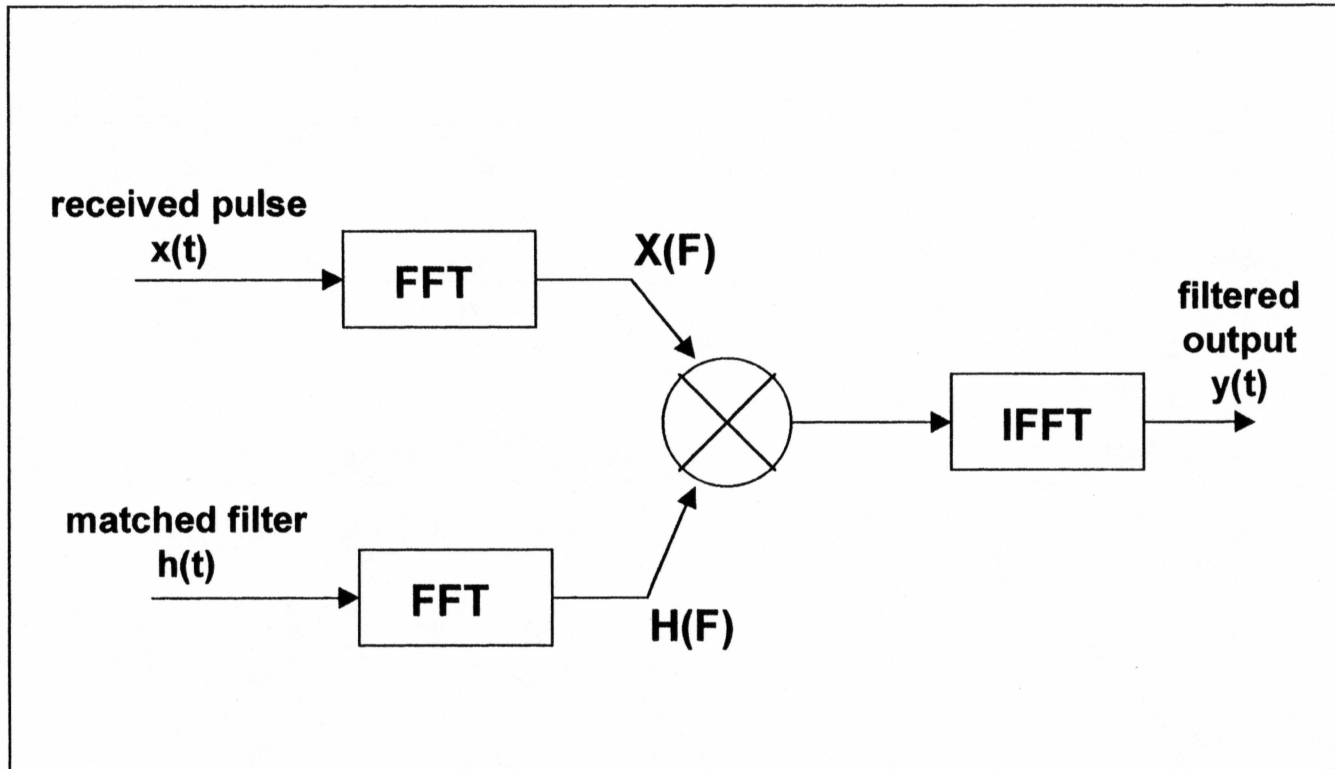 received pulse
x(t)
FFT
X(F)
filtered
output
y(t)
IFFT
matched filter
h(t)
FFT
H(F)